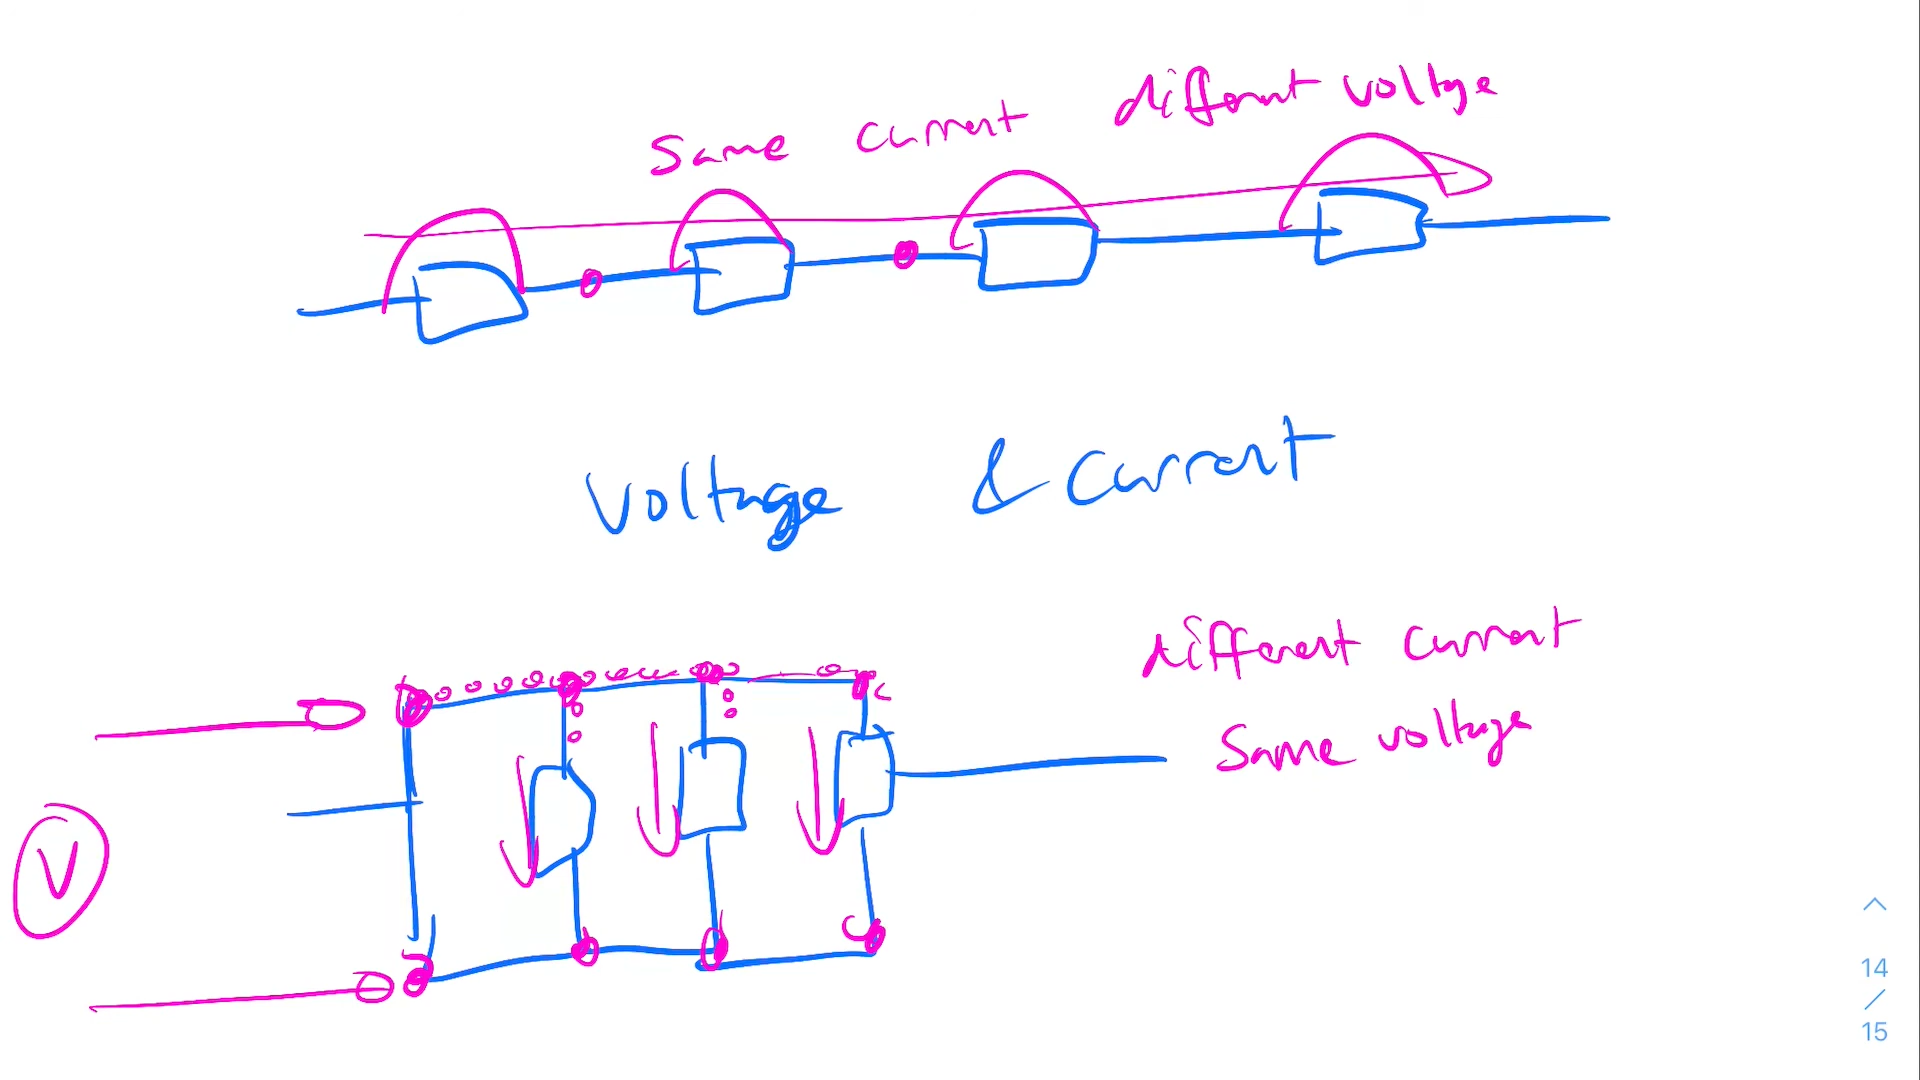 Same current different voltage
Voltage & Current
different current
Same voltage
V
14
/
15